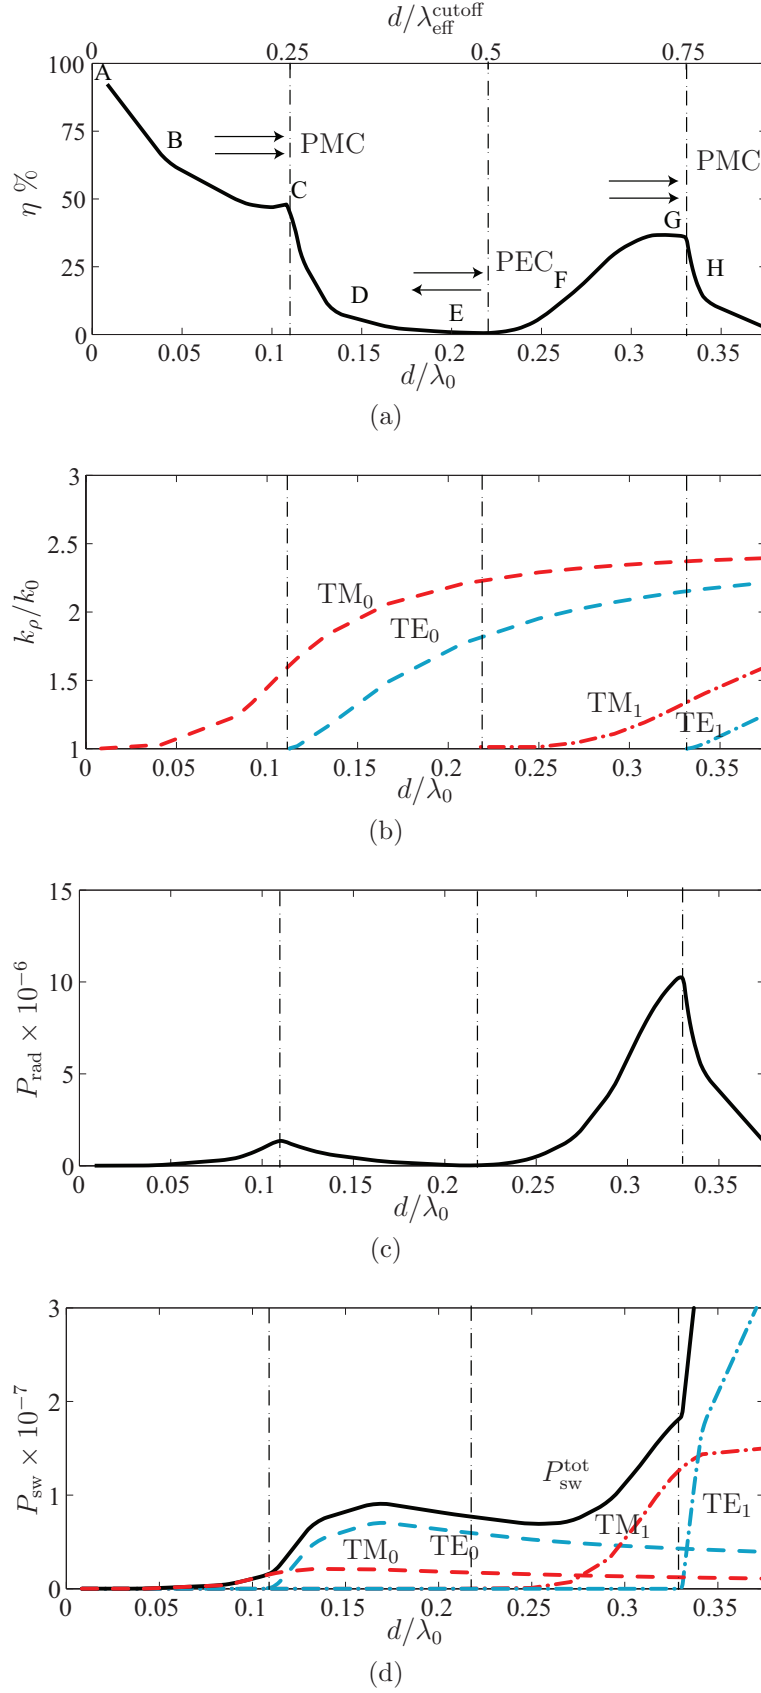 d/λ_eff^cutoff
0 0.25 0.5 0.75
100
75
50
25
0
η %
A
B
C
D
E
F
G
H
PMC
PEC
PMC
0 0.05 0.1 0.15 0.2 0.25 0.3 0.35
d/λ₀
(a)
3
2.5
2
1.5
1
k_ρ/k₀
TM₀
TE₀
TM₁
TE₁
0 0.05 0.1 0.15 0.2 0.25 0.3 0.35
d/λ₀
(b)
15
10
5
0
P_rad × 10⁻⁶
0 0.05 0.1 0.15 0.2 0.25 0.3 0.35
d/λ₀
(c)
3
2
1
0
P_sw × 10⁻⁷
P_sw^tot
TM₀
TE₀
TM₁
TE₁
0 0.05 0.1 0.15 0.2 0.25 0.3 0.35
d/λ₀
(d)